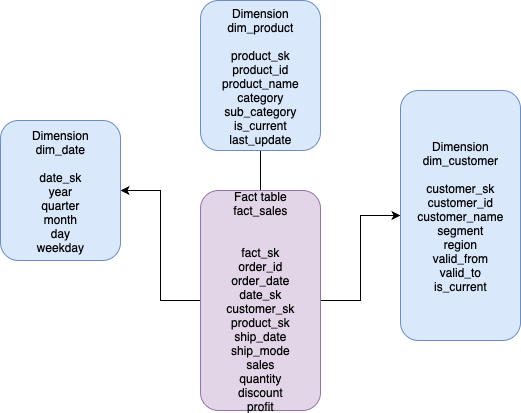 Dimension
dim_product
product_sk
product_id
product_name
category
sub_category
is_current
last_update
Dimension
dim_date
date_sk
year
quarter
month
day
weekday
Dimension
dim_customer
customer_sk
customer_id
customer_name
segment
region
valid_from
valid_to
is_current
Fact table
fact_sales
fact_sk
order_id
order_date
date_sk
customer_sk
product_sk
ship_date
ship_mode
sales
quantity
discount
profit